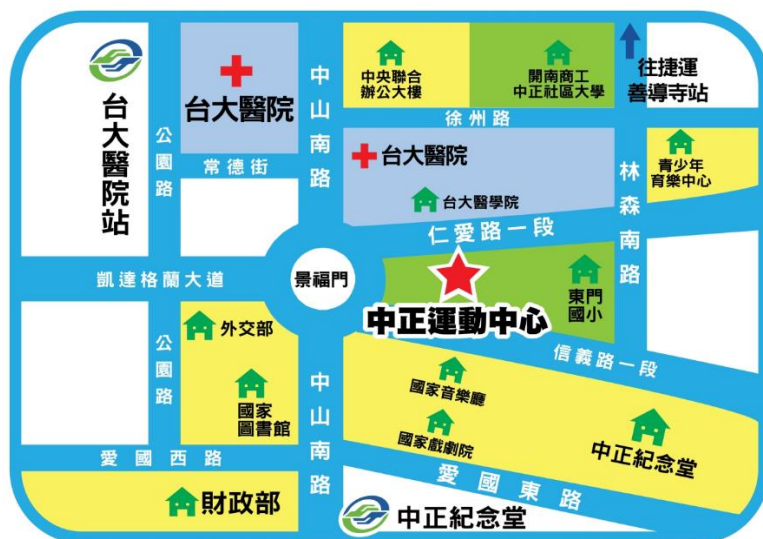 台大醫院站
公園路
台大醫院
常德街
中山南路
中央聯合
辦公大樓
開南商工
中正社區大學
往捷運
善導寺站
徐州路
台大醫院
台大醫學院
林森南路
青少年
育樂中心
仁愛路一段
凱達格蘭大道
景福門
中正運動中心
東門
國小
信義路一段
公園路
外交部
國家
圖書館
中山南路
國家音樂廳
國家戲劇院
中正紀念堂
愛國西路
愛國東路
財政部
中正紀念堂